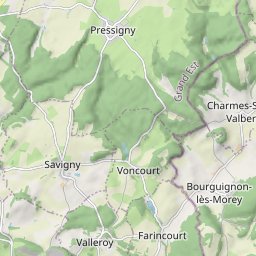 Pressigny
Grand Est
Charmes-S
Valber
Savigny
Voncourt
Bourguignon-
lès-Morey
Valleroy
Farincourt